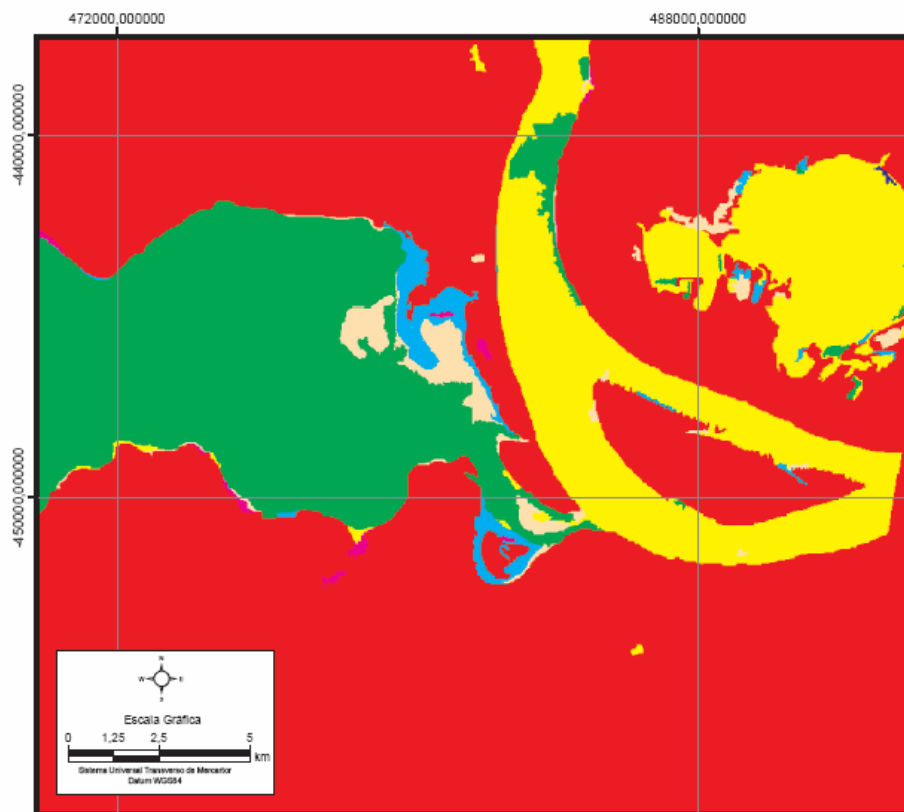 472000,000000
488000,000000
-440000,000000
-450000,000000
N
W
E
S
Escala Gráfica
0 1,25 2,5 5
km
Sistema Universal Transverso de Mercartor
Datum WGS84